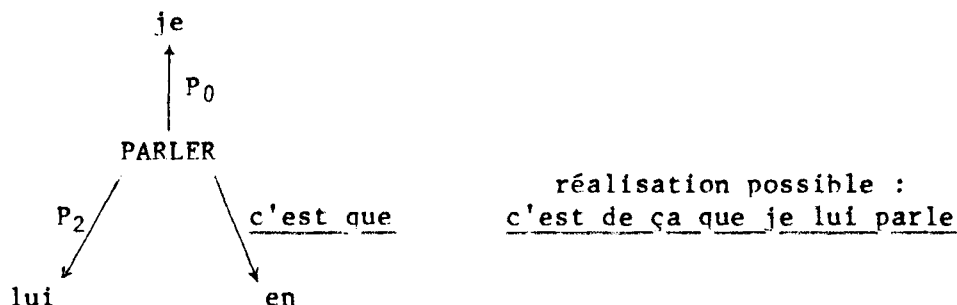 je
P0
PARLER
réalisation possible :
P2 c'est que c'est de ça que je lui parle
lui en